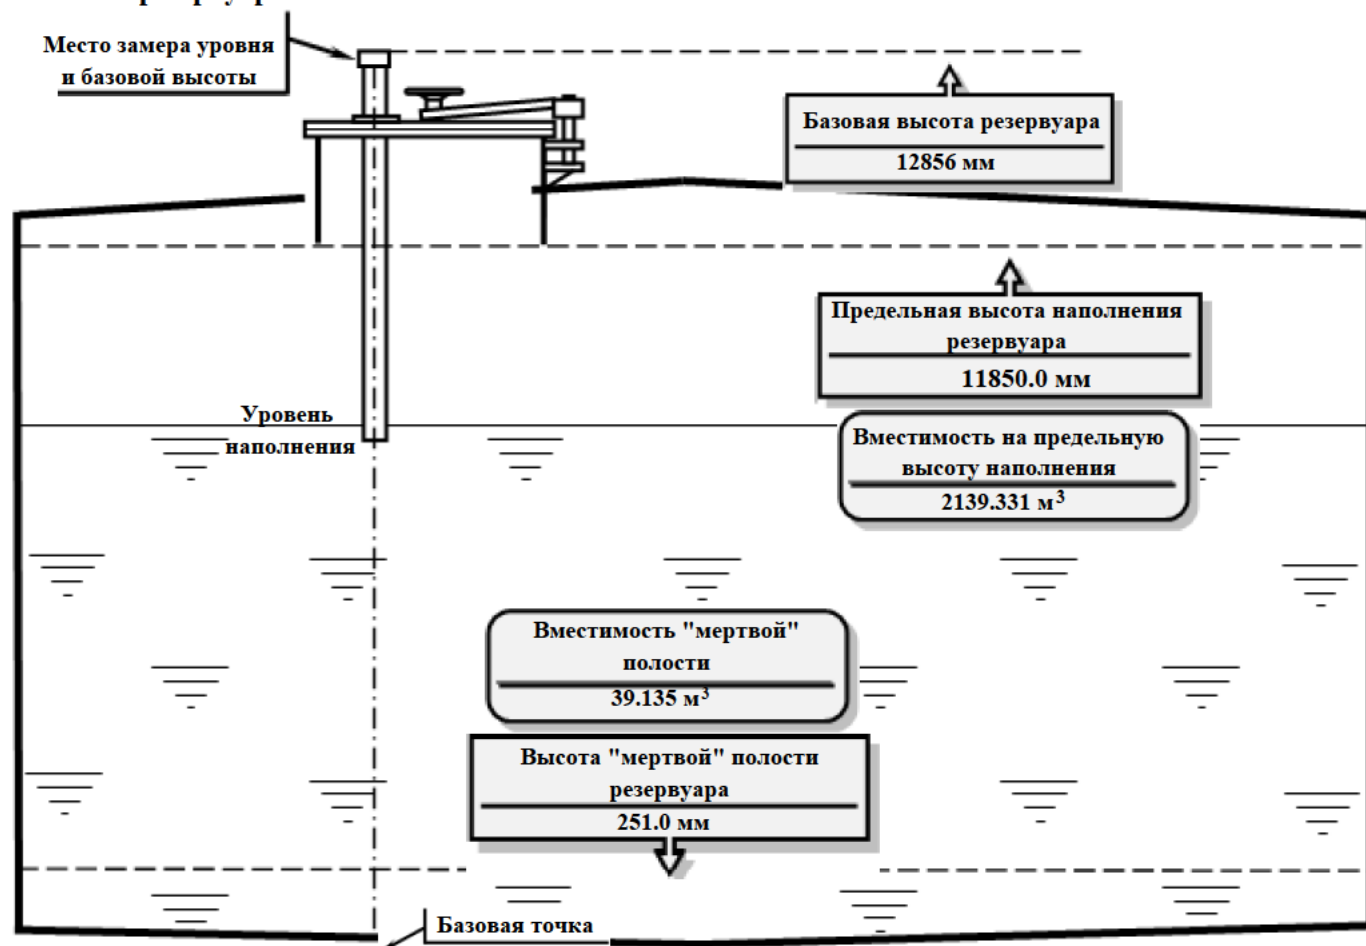 Место замера уровня
и базовой высоты
Базовая высота резервуара
12856 мм
Предельная высота наполнения
резервуара
11850.0 мм
Уровень
наполнения
Вместимость на предельную
высоту наполнения
2139.331 м³
Вместимость "мертвой"
полости
39.135 м³
Высота "мертвой" полости
резервуара
251.0 мм
Базовая точка